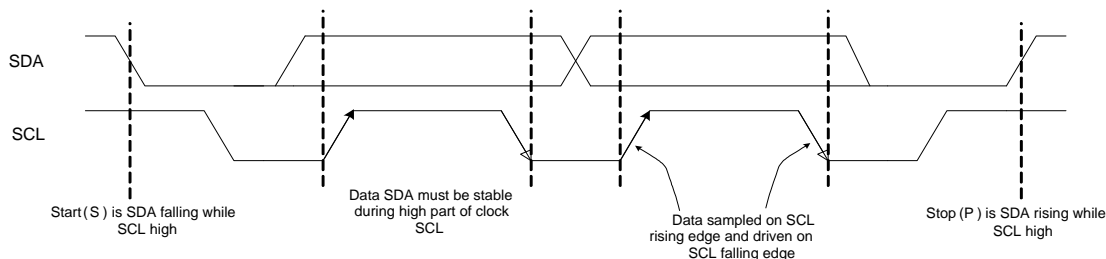 SDA
SCL
Start(S) is SDA falling while
SCL high
Data SDA must be stable
during high part of clock
SCL
Data sampled on SCL
rising edge and driven on
SCL falling edge
Stop (P) is SDA rising while
SCL high